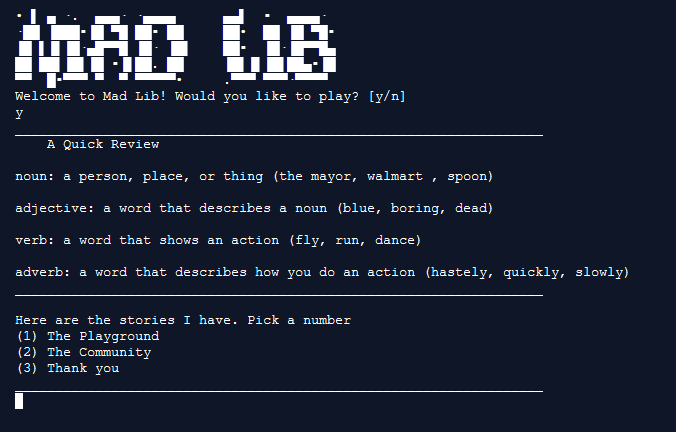 MAD LIB
Welcome to Mad Lib! Would you like to play? [y/n]
y
A Quick Review
noun: a person, place, or thing (the mayor, walmart , spoon)
adjective: a word that describes a noun (blue, boring, dead)
verb: a word that shows an action (fly, run, dance)
adverb: a word that describes how you do an action (hastely, quickly, slowly)
Here are the stories I have. Pick a number
(1) The Playground
(2) The Community
(3) Thank you